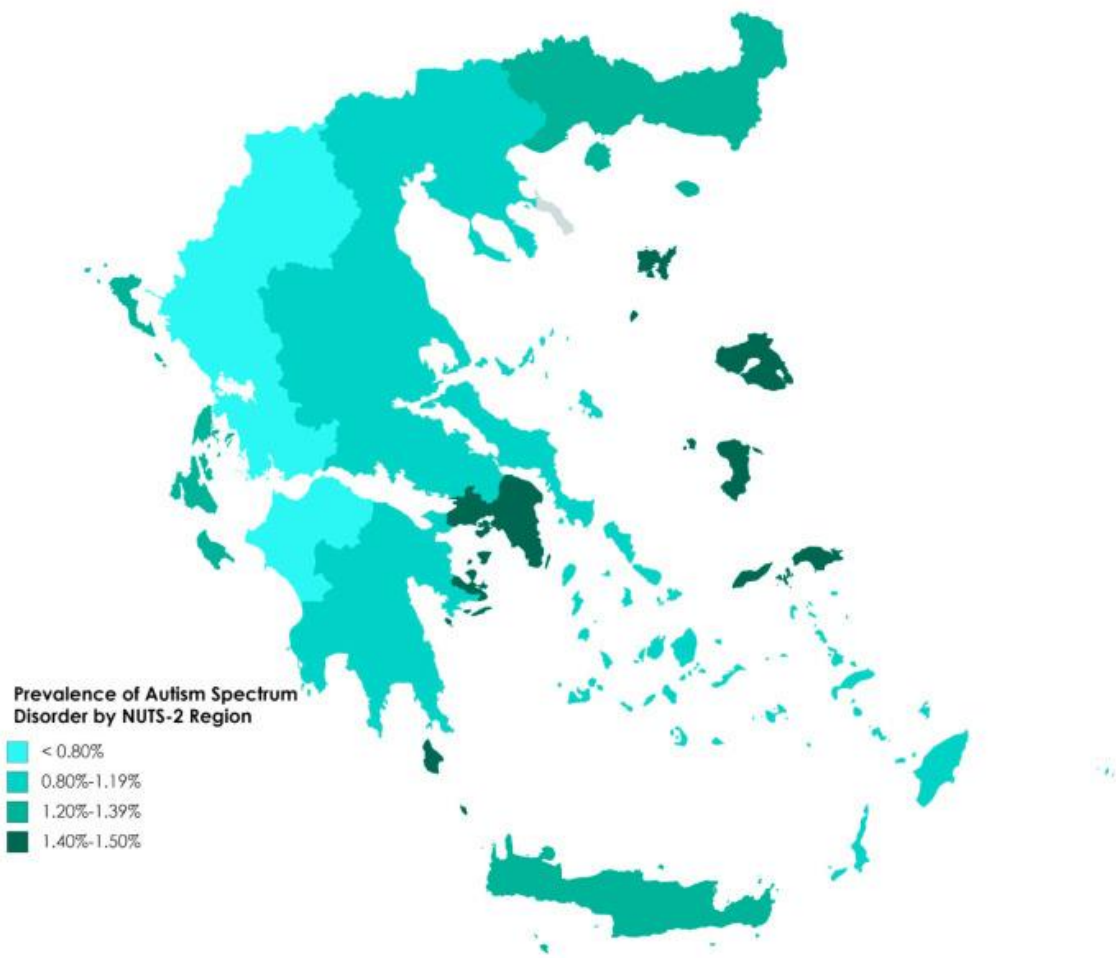 Prevalence of Autism Spectrum
Disorder by NUTS-2 Region
< 0.80%
0.80%-1.19%
1.20%-1.39%
1.40%-1.50%